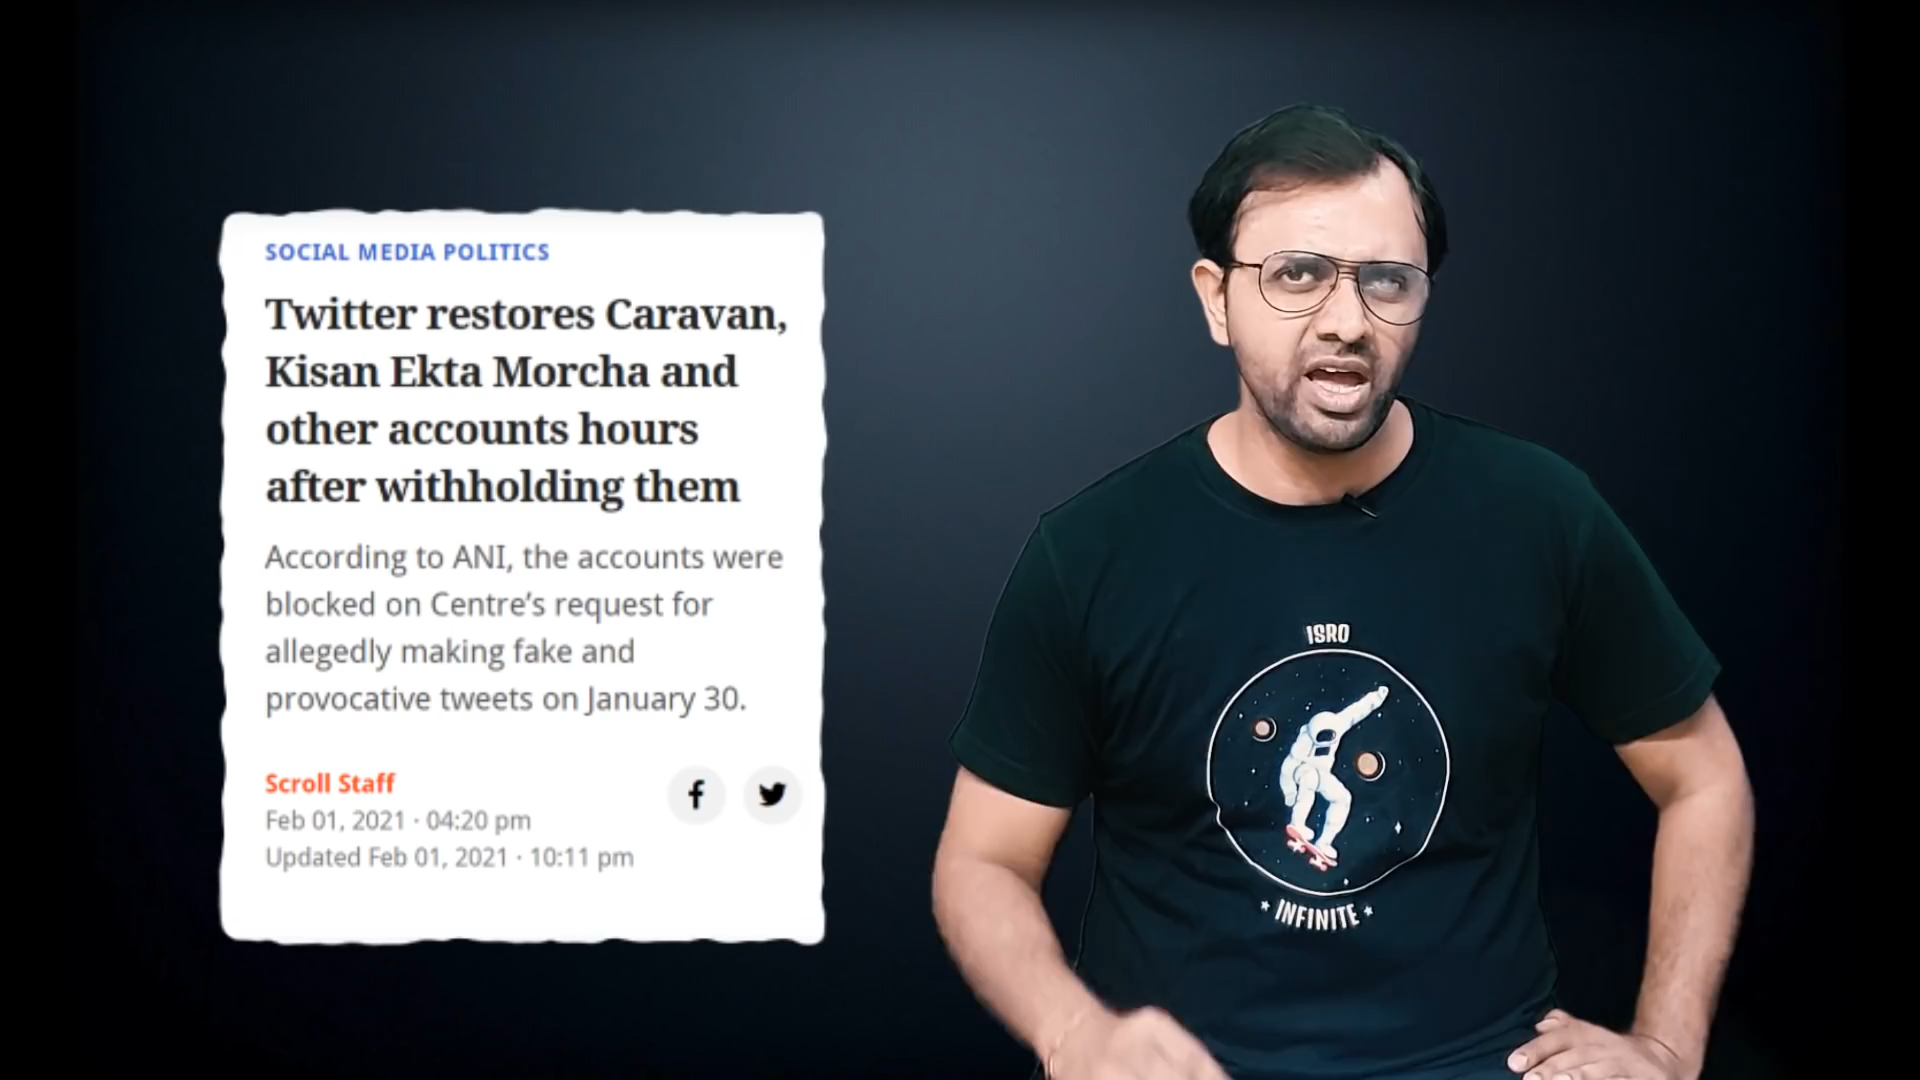 SOCIAL MEDIA POLITICS
Twitter restores Caravan,
Kisan Ekta Morcha and
other accounts hours
after withholding them
According to ANI, the accounts were
blocked on Centre’s request for
allegedly making fake and
provocative tweets on January 30.
Scroll Staff
Feb 01, 2021 · 04:20 pm
Updated Feb 01, 2021 · 10:11 pm
ISRO
INFINITE